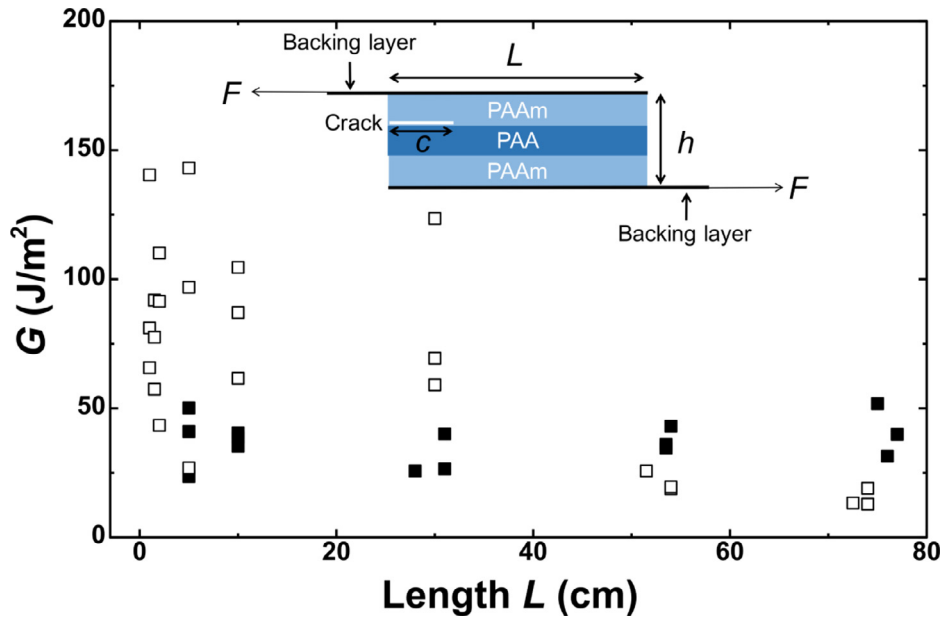 200
150
100
50
0
G (J/m²)
Backing layer
L
F
PAAm
Crack
c
PAA
h
PAAm
F
Backing layer
0
20
40
60
80
Length L (cm)